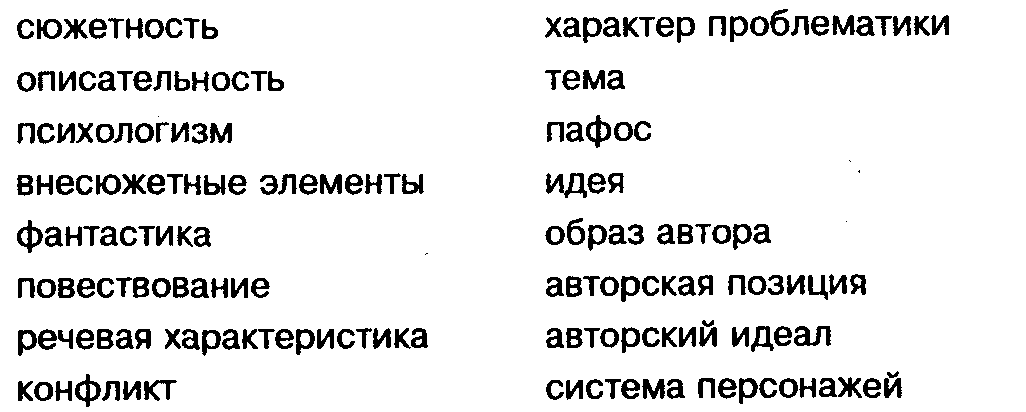 сюжетность
описательность
психологизм
внесюжетные элементы
фантастика
повествование
речевая характеристика
конфликт
характер проблематики
тема
пафос
идея
образ автора
авторская позиция
авторский идеал
система персонажей